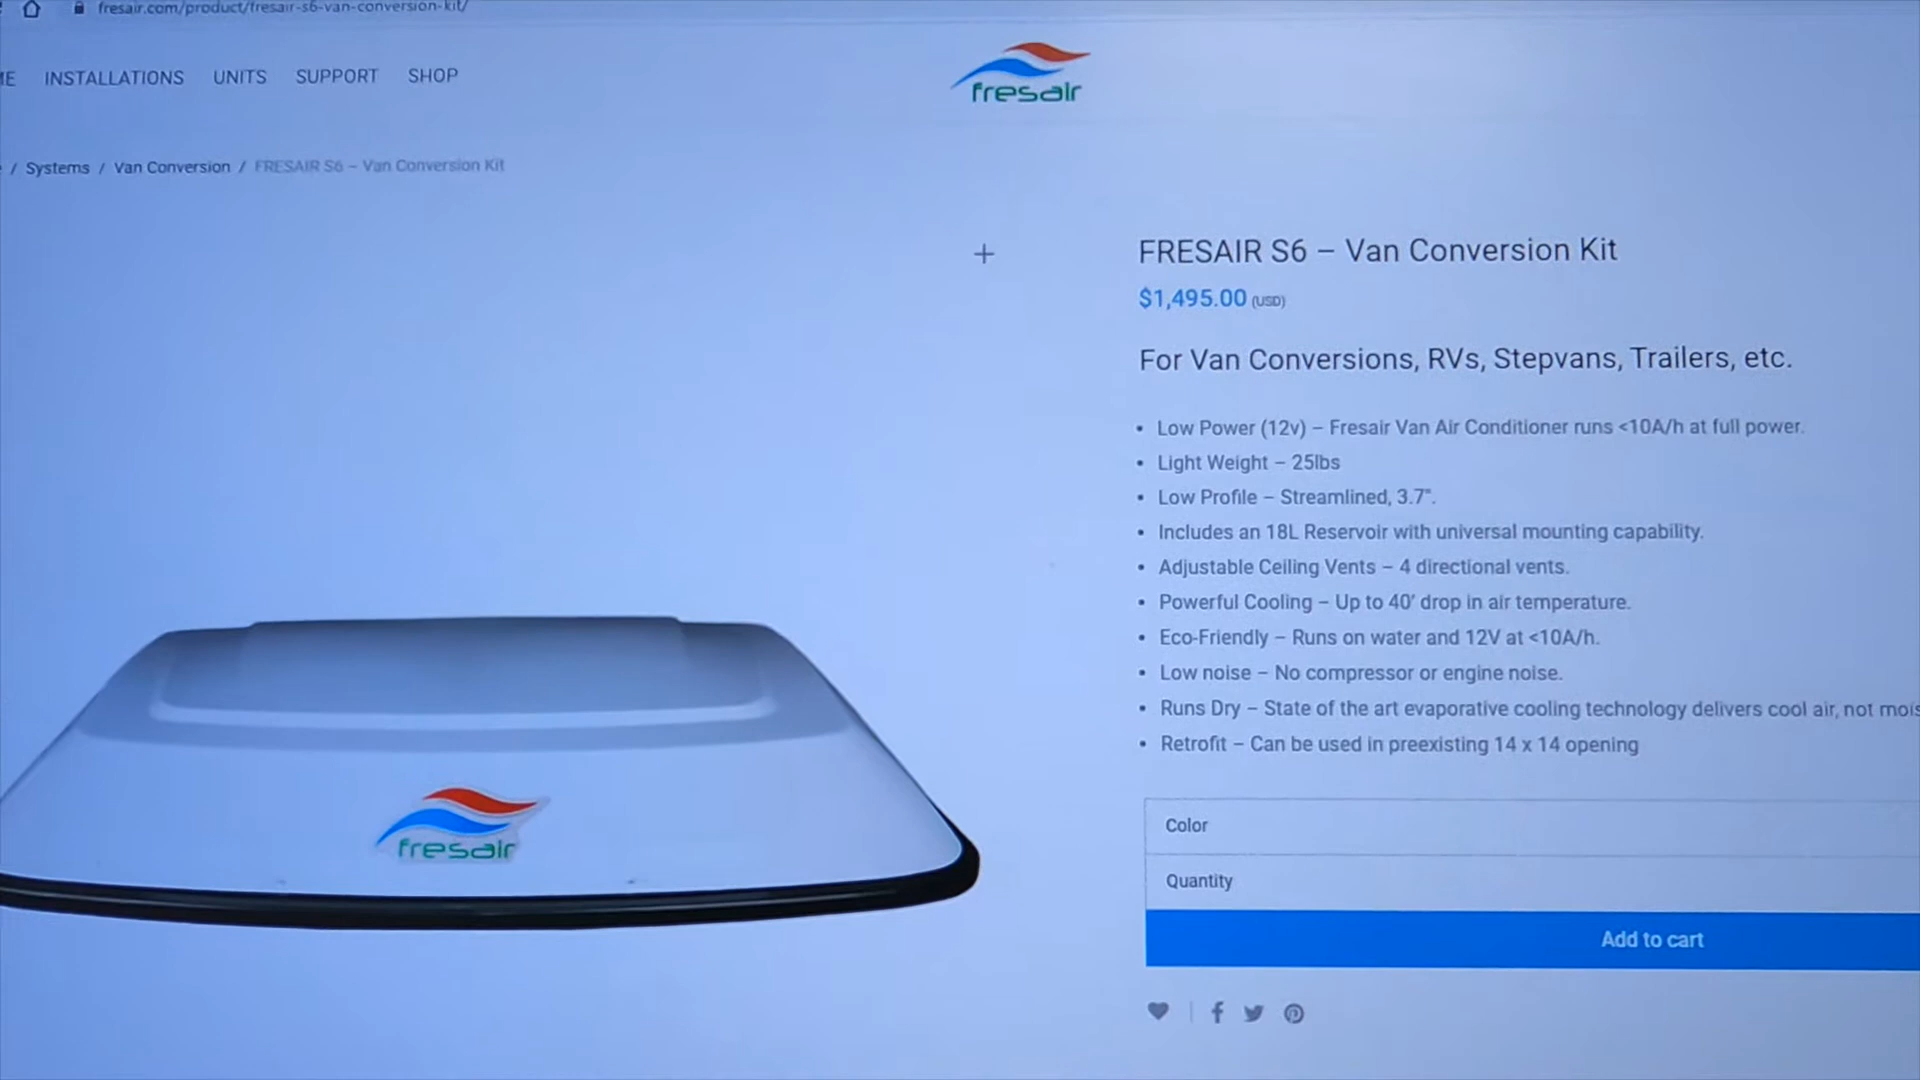 fresair.com/product/fresair-s6-van-conversion-kit/
INSTALLATIONS UNITS SUPPORT SHOP
fresair
/ Systems / Van Conversion / FRESAIR S6 – Van Conversion Kit
FRESAIR S6 – Van Conversion Kit
$1,495.00 (USD)
For Van Conversions, RVs, Stepvans, Trailers, etc.
• Low Power (12v) – Fresair Van Air Conditioner runs <10A/h at full power.
• Light Weight – 25lbs
• Low Profile – Streamlined, 3.7".
• Includes an 18L Reservoir with universal mounting capability.
• Adjustable Ceiling Vents – 4 directional vents.
• Powerful Cooling – Up to 40' drop in air temperature.
• Eco-Friendly – Runs on water and 12V at <10A/h.
• Low noise – No compressor or engine noise.
• Runs Dry – State of the art evaporative cooling technology delivers cool air, not
• Retrofit – Can be used in preexisting 14 x 14 opening
fresair
Color
Quantity
Add to cart